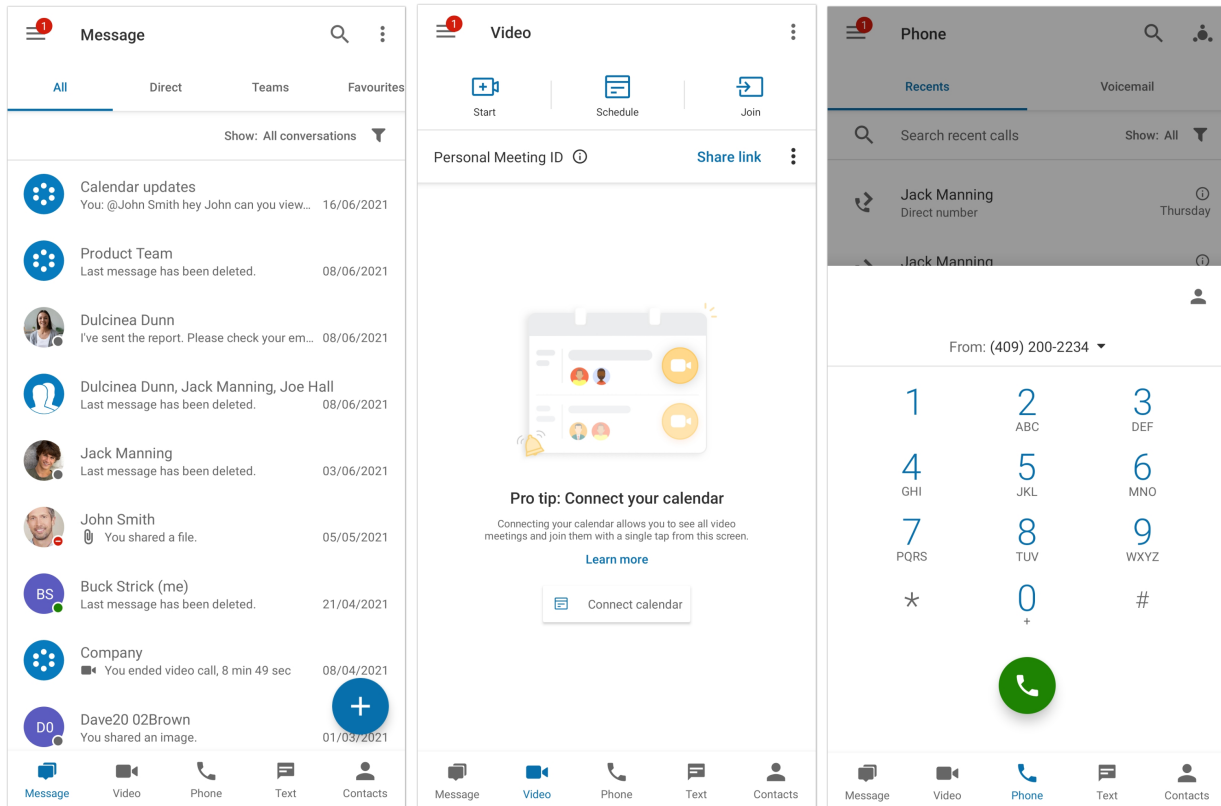 1
Message
All
Direct
Teams
Favourites
Show: All conversations
Calendar updates
You: @John Smith hey John can you view... 16/06/2021
Product Team
Last message has been deleted. 08/06/2021
Dulcinea Dunn
I've sent the report. Please check your em... 08/06/2021
Dulcinea Dunn, Jack Manning, Joe Hall
Last message has been deleted. 08/06/2021
Jack Manning
Last message has been deleted. 03/06/2021
John Smith
You shared a file. 05/05/2021
BS
Buck Strick (me)
Last message has been deleted. 21/04/2021
Company
You ended video call, 8 min 49 sec 08/04/2021
D0
Dave20 02Brown
You shared an image. 01/03/2021
Message
Video
Phone
Text
Contacts
1
Video
Start
Schedule
Join
Personal Meeting ID
Share link
Pro tip: Connect your calendar
Connecting your calendar allows you to see all video
meetings and join them with a single tap from this screen.
Learn more
Connect calendar
Message
Video
Phone
Text
Contacts
1
Phone
Recents
Voicemail
Search recent calls
Show: All
Jack Manning
Direct number
Thursday
Jack Manning
From: (409) 200-2234
1
2
ABC
3
DEF
4
GHI
5
JKL
6
MNO
7
PQRS
8
TUV
9
WXYZ
*
0
+
#
Message
Video
Phone
Text
Contacts